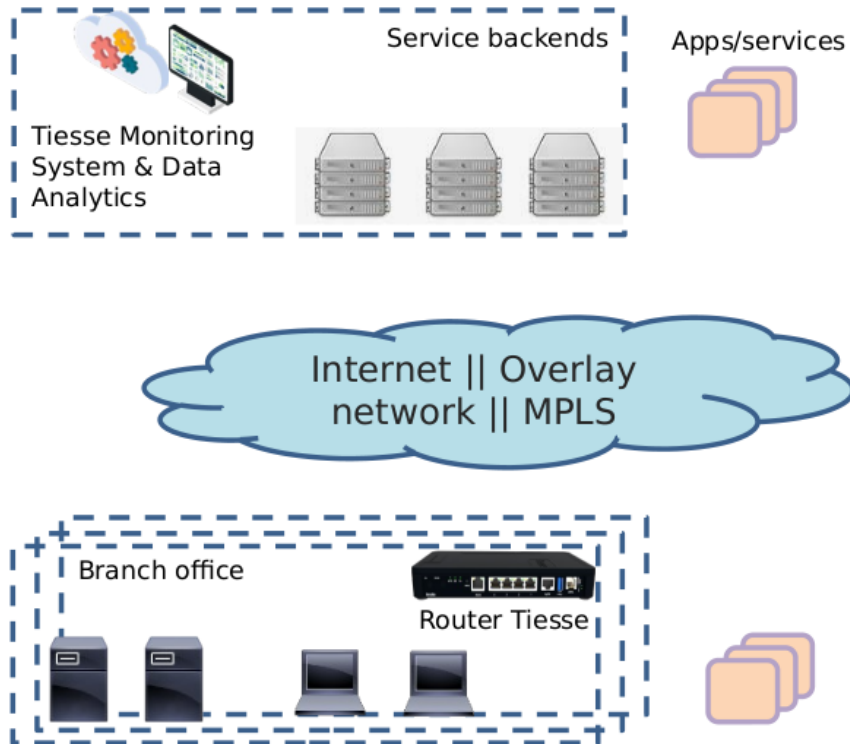 Service backends
Apps/services
Tiesse Monitoring
System & Data
Analytics
Internet || Overlay
network || MPLS
Branch office
Router Tiesse